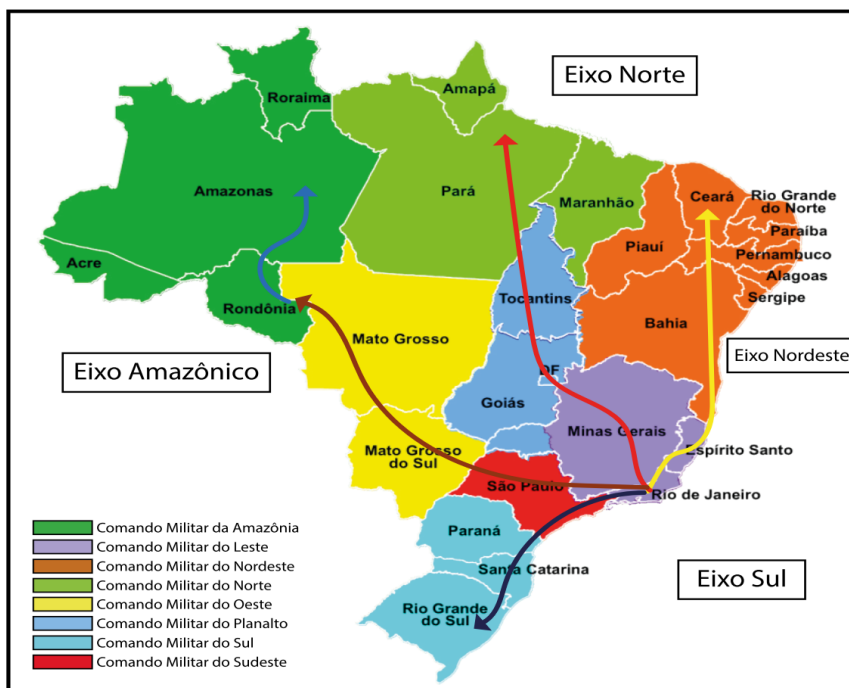 Eixo Norte
Amapá
Roraima
Amazonas
Pará
Maranhão
Ceará
Rio Grande
do Norte
Paraíba
Piauí
Pernambuco
Alagoas
Sergipe
Acre
Rondônia
Tocantins
Bahia
Mato Grosso
Eixo Nordeste
Eixo Amazônico
DF
Goiás
Minas Gerais
Espírito Santo
Mato Grosso
do Sul
São Paulo
Rio de Janeiro
Paraná
Santa Catarina
Eixo Sul
Rio Grande
do Sul
Comando Militar da Amazônia
Comando Militar do Leste
Comando Militar do Nordeste
Comando Militar do Norte
Comando Militar do Oeste
Comando Militar do Planalto
Comando Militar do Sul
Comando Militar do Sudeste